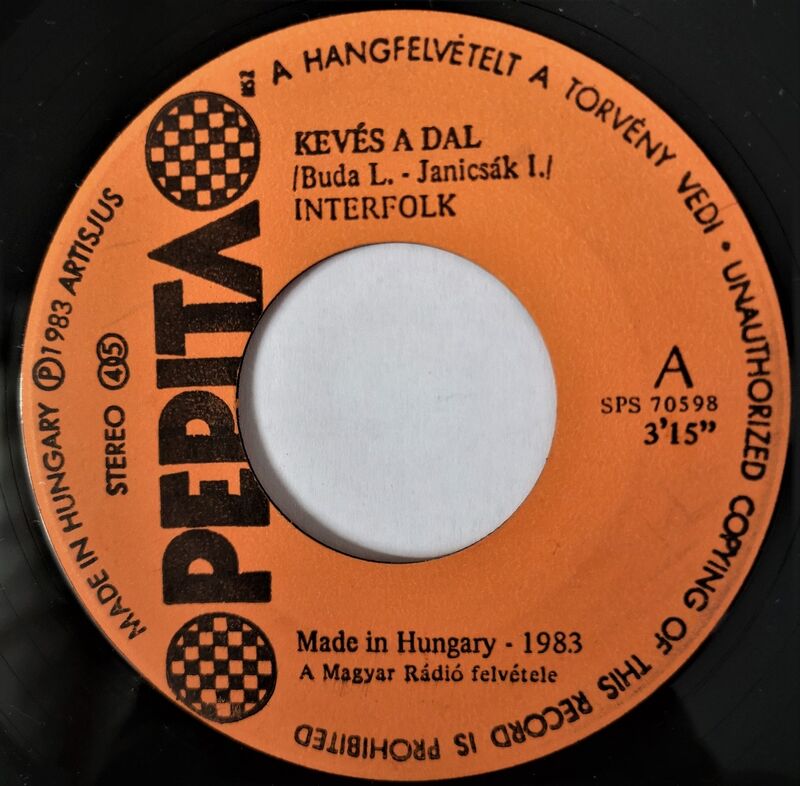 A HANGFELVÉTELT A TÖRVÉNY VÉDI • UNAUTHORIZED COPYING OF THIS RECORD IS PROHIBITED
KEVÉS A DAL
/Buda L. - Janicsák I./
INTERFOLK
PEPITA
MADE IN HUNGARY Ⓟ 1983 ARTISJUS
STEREO 45
A
SPS 70598
3'15"
Made in Hungary - 1983
A Magyar Rádió felvétele